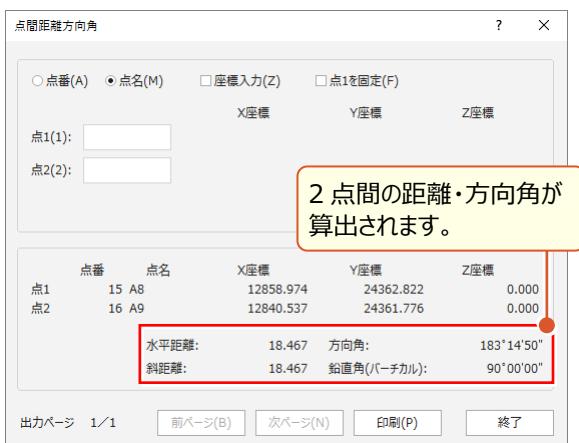 点間距離方向角 ? ×
点番(A) 点名(M) 座標入力(Z) 点1を固定(F)
X座標 Y座標 Z座標
点1(1):
点2(2):
2点間の距離・方向角が
算出されます。
点番 点名 X座標 Y座標 Z座標
点1 15 A8 12858.974 24362.822 0.000
点2 16 A9 12840.537 24361.776 0.000
水平距離: 18.467 方向角: 183°14'50"
斜距離: 18.467 鉛直角(バーチカル): 90°00'00"
出力ページ 1/1 前ページ(B) 次ページ(N) 印刷(P) 終了